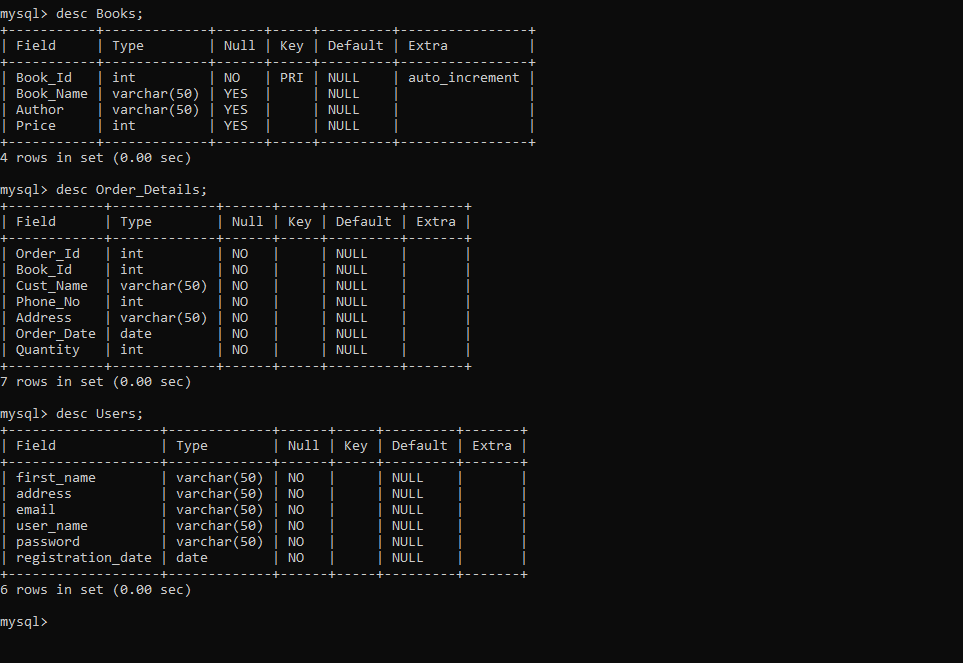 mysql> desc Books;
+-----------+-------------+------+-----+---------+----------------+
| Field     | Type        | Null | Key | Default | Extra          |
+-----------+-------------+------+-----+---------+----------------+
| Book_Id   | int         | NO   | PRI | NULL    | auto_increment |
| Book_Name | varchar(50) | YES  |     | NULL    |                |
| Author    | varchar(50) | YES  |     | NULL    |                |
| Price     | int         | YES  |     | NULL    |                |
+-----------+-------------+------+-----+---------+----------------+
4 rows in set (0.00 sec)

mysql> desc Order_Details;
+------------+-------------+------+-----+---------+-------+
| Field      | Type        | Null | Key | Default | Extra |
+------------+-------------+------+-----+---------+-------+
| Order_Id   | int         | NO   |     | NULL    |       |
| Book_Id    | int         | NO   |     | NULL    |       |
| Cust_Name  | varchar(50) | NO   |     | NULL    |       |
| Phone_No   | int         | NO   |     | NULL    |       |
| Address    | varchar(50) | NO   |     | NULL    |       |
| Order_Date | date        | NO   |     | NULL    |       |
| Quantity   | int         | NO   |     | NULL    |       |
+------------+-------------+------+-----+---------+-------+
7 rows in set (0.00 sec)

mysql> desc Users;
+-------------------+-------------+------+-----+---------+-------+
| Field             | Type        | Null | Key | Default | Extra |
+-------------------+-------------+------+-----+---------+-------+
| first_name        | varchar(50) | NO   |     | NULL    |       |
| address           | varchar(50) | NO   |     | NULL    |       |
| email             | varchar(50) | NO   |     | NULL    |       |
| user_name         | varchar(50) | NO   |     | NULL    |       |
| password          | varchar(50) | NO   |     | NULL    |       |
| registration_date | date        | NO   |     | NULL    |       |
+-------------------+-------------+------+-----+---------+-------+
6 rows in set (0.00 sec)

mysql>